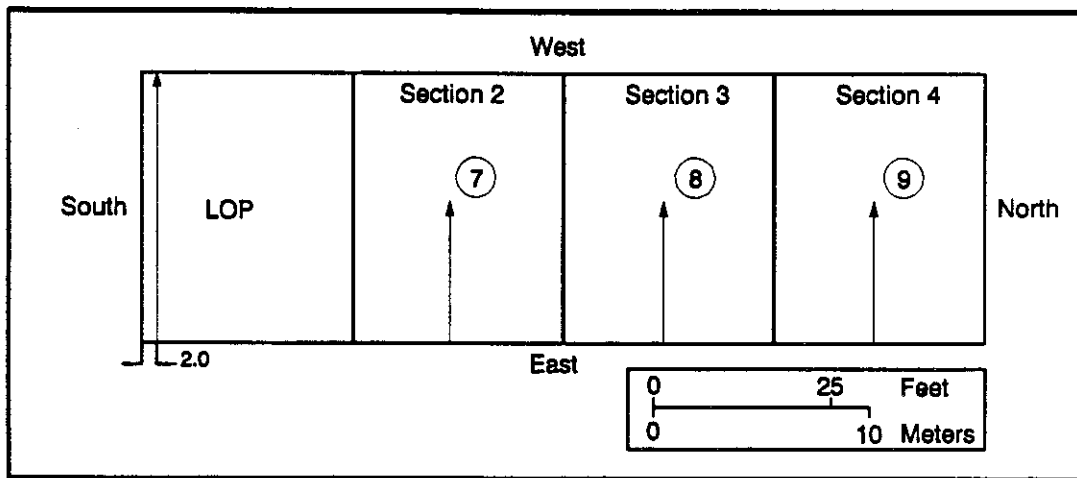 West
Section 2 Section 3 Section 4
7 8 9
South LOP North
2.0
East
0 25 Feet
0 10 Meters